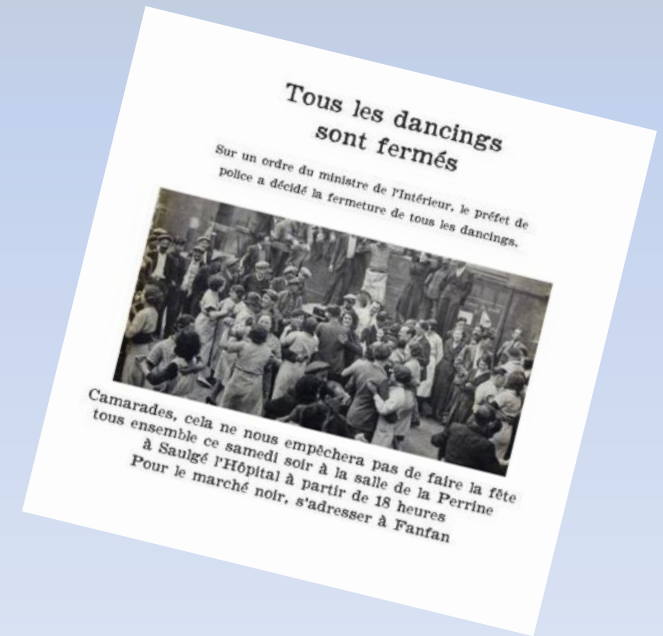 Tous les dancings
sont fermés
Sur un ordre du ministre de l'Intérieur, le préfet de
police a décidé la fermeture de tous les dancings.
Camarades, cela ne nous empêchera pas de faire la fête
tous ensemble ce samedi soir à la salle de la Perrine
à Saulgé l'Hôpital à partir de 18 heures
Pour le marché noir, s'adresser à Fanfan